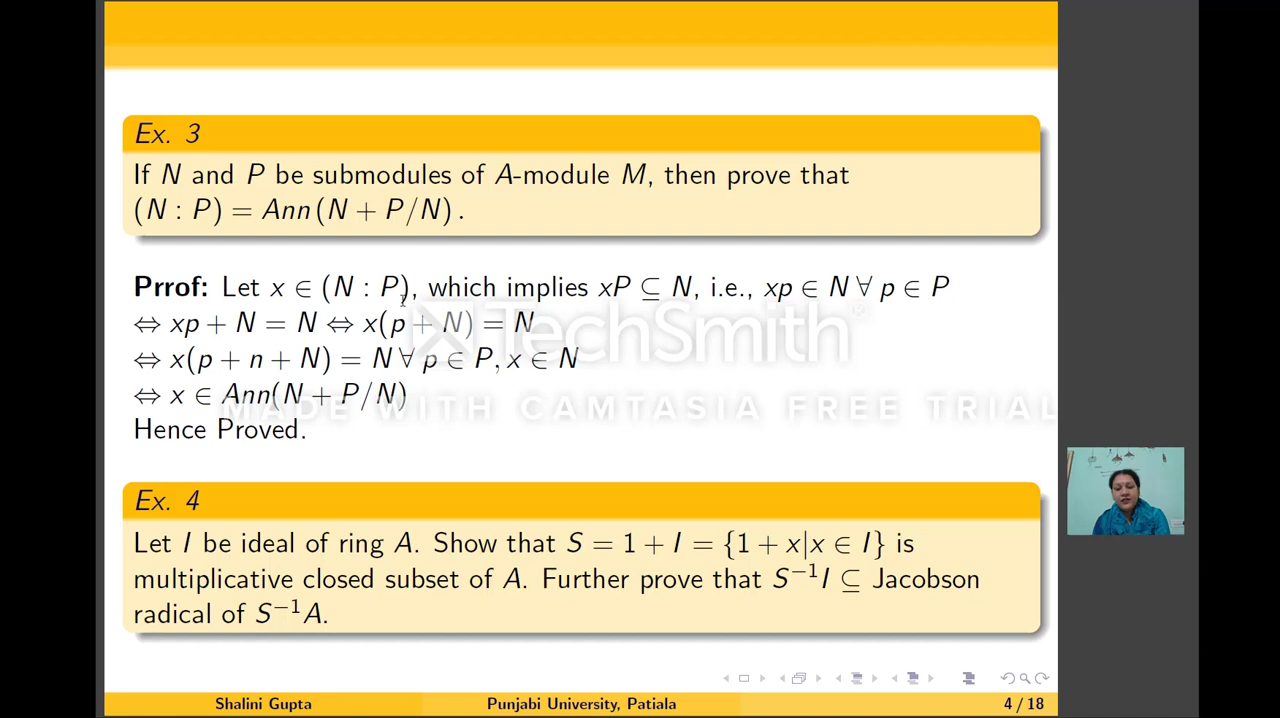 Ex. 3
If N and P be submodules of A-module M, then prove that
(N : P) = Ann (N + P/N) .
Prrof: Let x ∈ (N : P), which implies xP ⊆ N, i.e., xp ∈ N ∀ p ∈ P
⇔ xp + N = N ⇔ x(p + N) = N
⇔ x(p + n + N) = N ∀ p ∈ P, x ∈ N
⇔ x ∈ Ann(N + P/N)
Hence Proved.
TechSmith®
MADE WITH CAMTASIA FREE TRIAL
Ex. 4
Let I be ideal of ring A. Show that S = 1 + I = {1 + x|x ∈ I} is
multiplicative closed subset of A. Further prove that S⁻¹I ⊆ Jacobson
radical of S⁻¹A.
Shalini Gupta Punjabi University, Patiala 4 / 18